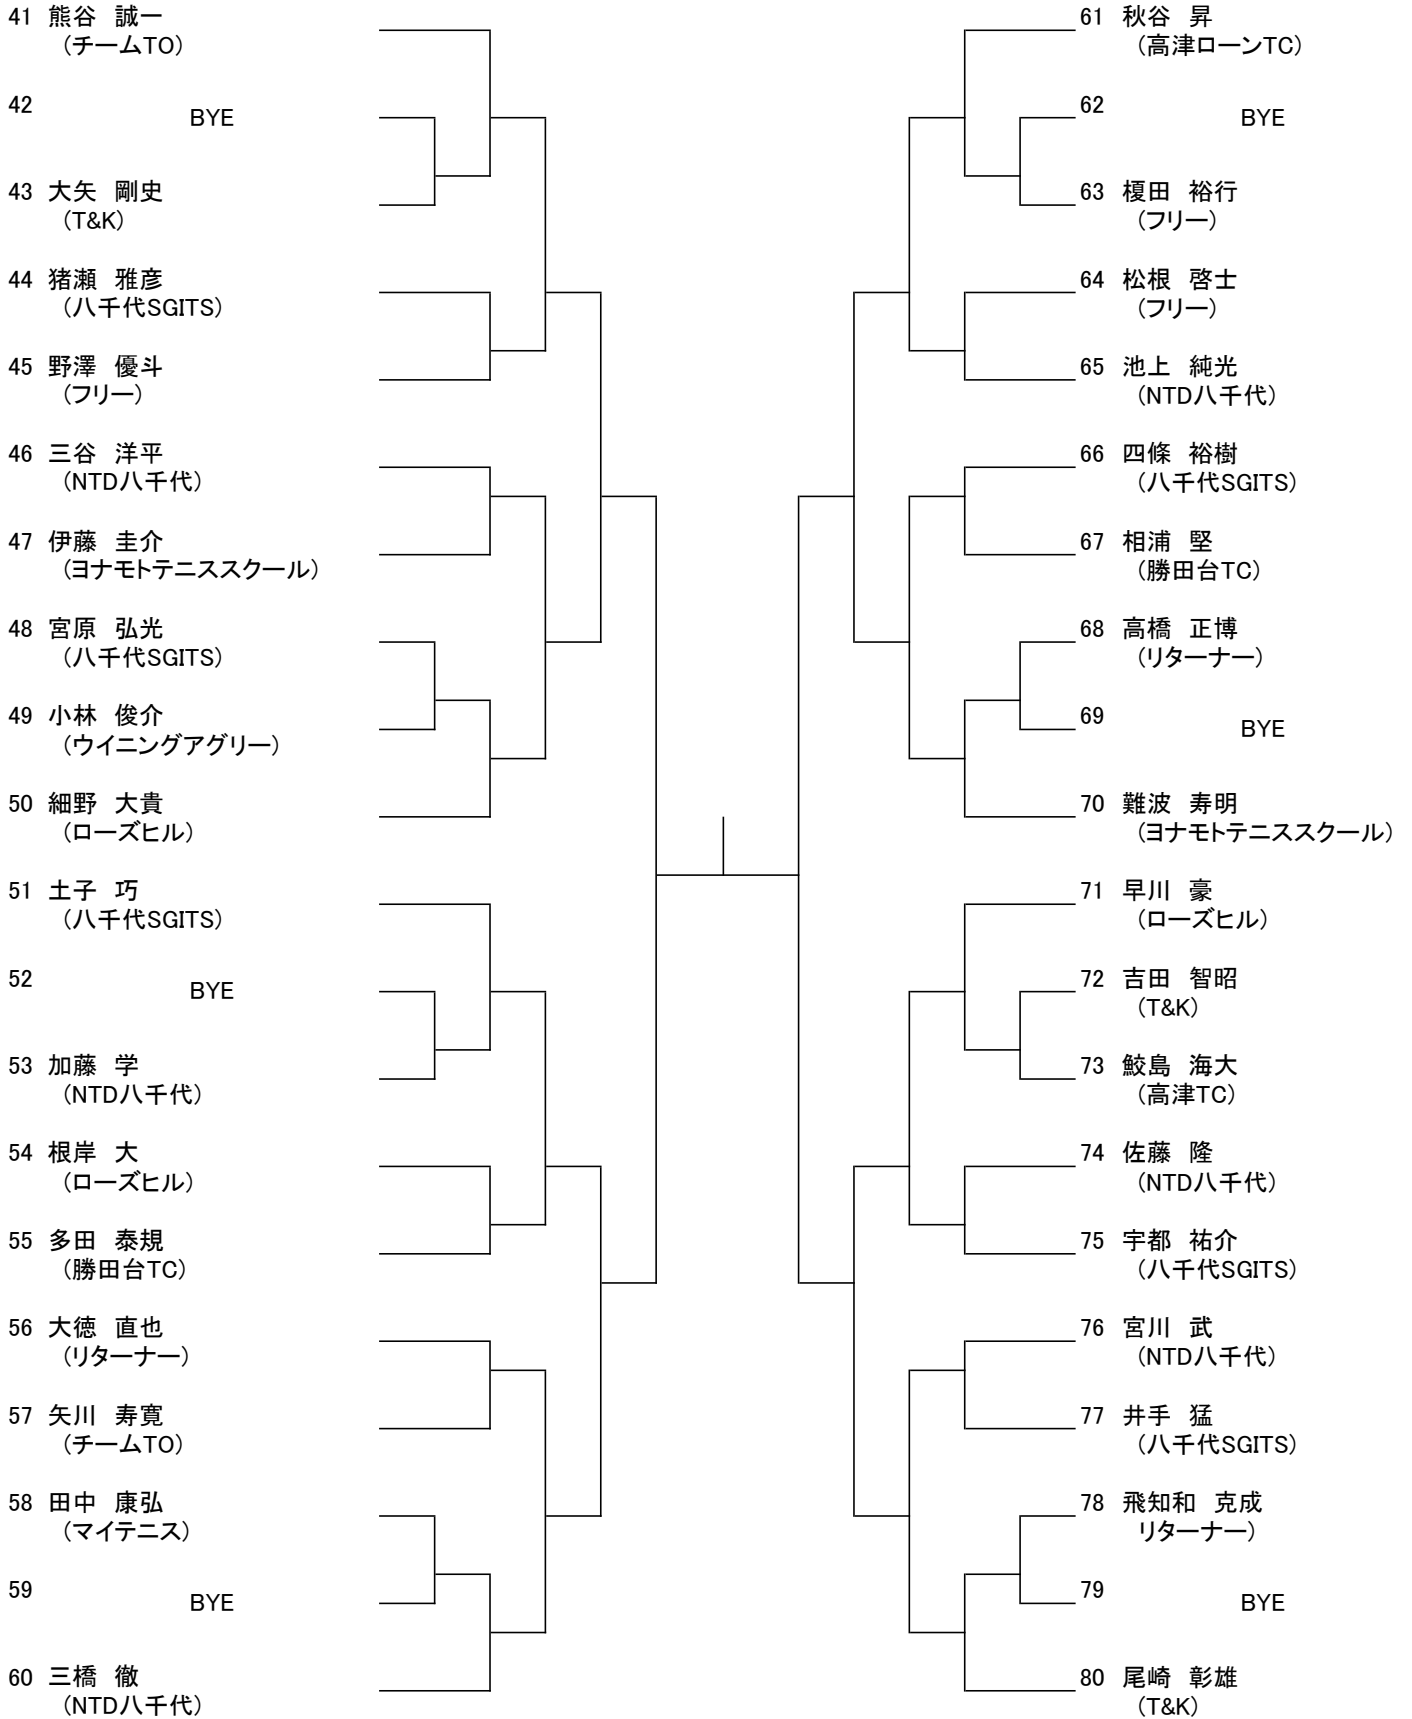 41 熊谷　誠一
（チームTO）
42 BYE
43 大矢　剛史
（T&K）
44 猪瀬　雅彦
（八千代SGITS）
45 野澤　優斗
（フリー）
46 三谷　洋平
（NTD八千代）
47 伊藤　圭介
（ヨナモトテニススクール）
48 宮原　弘光
（八千代SGITS）
49 小林　俊介
（ウイニングアグリー）
50 細野　大貴
（ローズヒル）
51 土子　巧
（八千代SGITS）
52 BYE
53 加藤　学
（NTD八千代）
54 根岸　大
（ローズヒル）
55 多田　泰規
（勝田台TC）
56 大徳　直也
（リターナー）
57 矢川　寿寛
（チームTO）
58 田中　康弘
（マイテニス）
59 BYE
60 三橋　徹
（NTD八千代）
61 秋谷　昇
（高津ローンTC）
62 BYE
63 榎田　裕行
（フリー）
64 松根　啓士
（フリー）
65 池上　純光
（NTD八千代）
66 四條　裕樹
（八千代SGITS）
67 相浦　堅
（勝田台TC）
68 高橋　正博
（リターナー）
69 BYE
70 難波　寿明
（ヨナモトテニススクール）
71 早川　豪
（ローズヒル）
72 吉田　智昭
（T&K）
73 鮫島　海大
（高津TC）
74 佐藤　隆
（NTD八千代）
75 宇都　祐介
（八千代SGITS）
76 宮川　武
（NTD八千代）
77 井手　猛
（八千代SGITS）
78 飛知和　克成
リターナー）
79 BYE
80 尾崎　彰雄
（T&K）